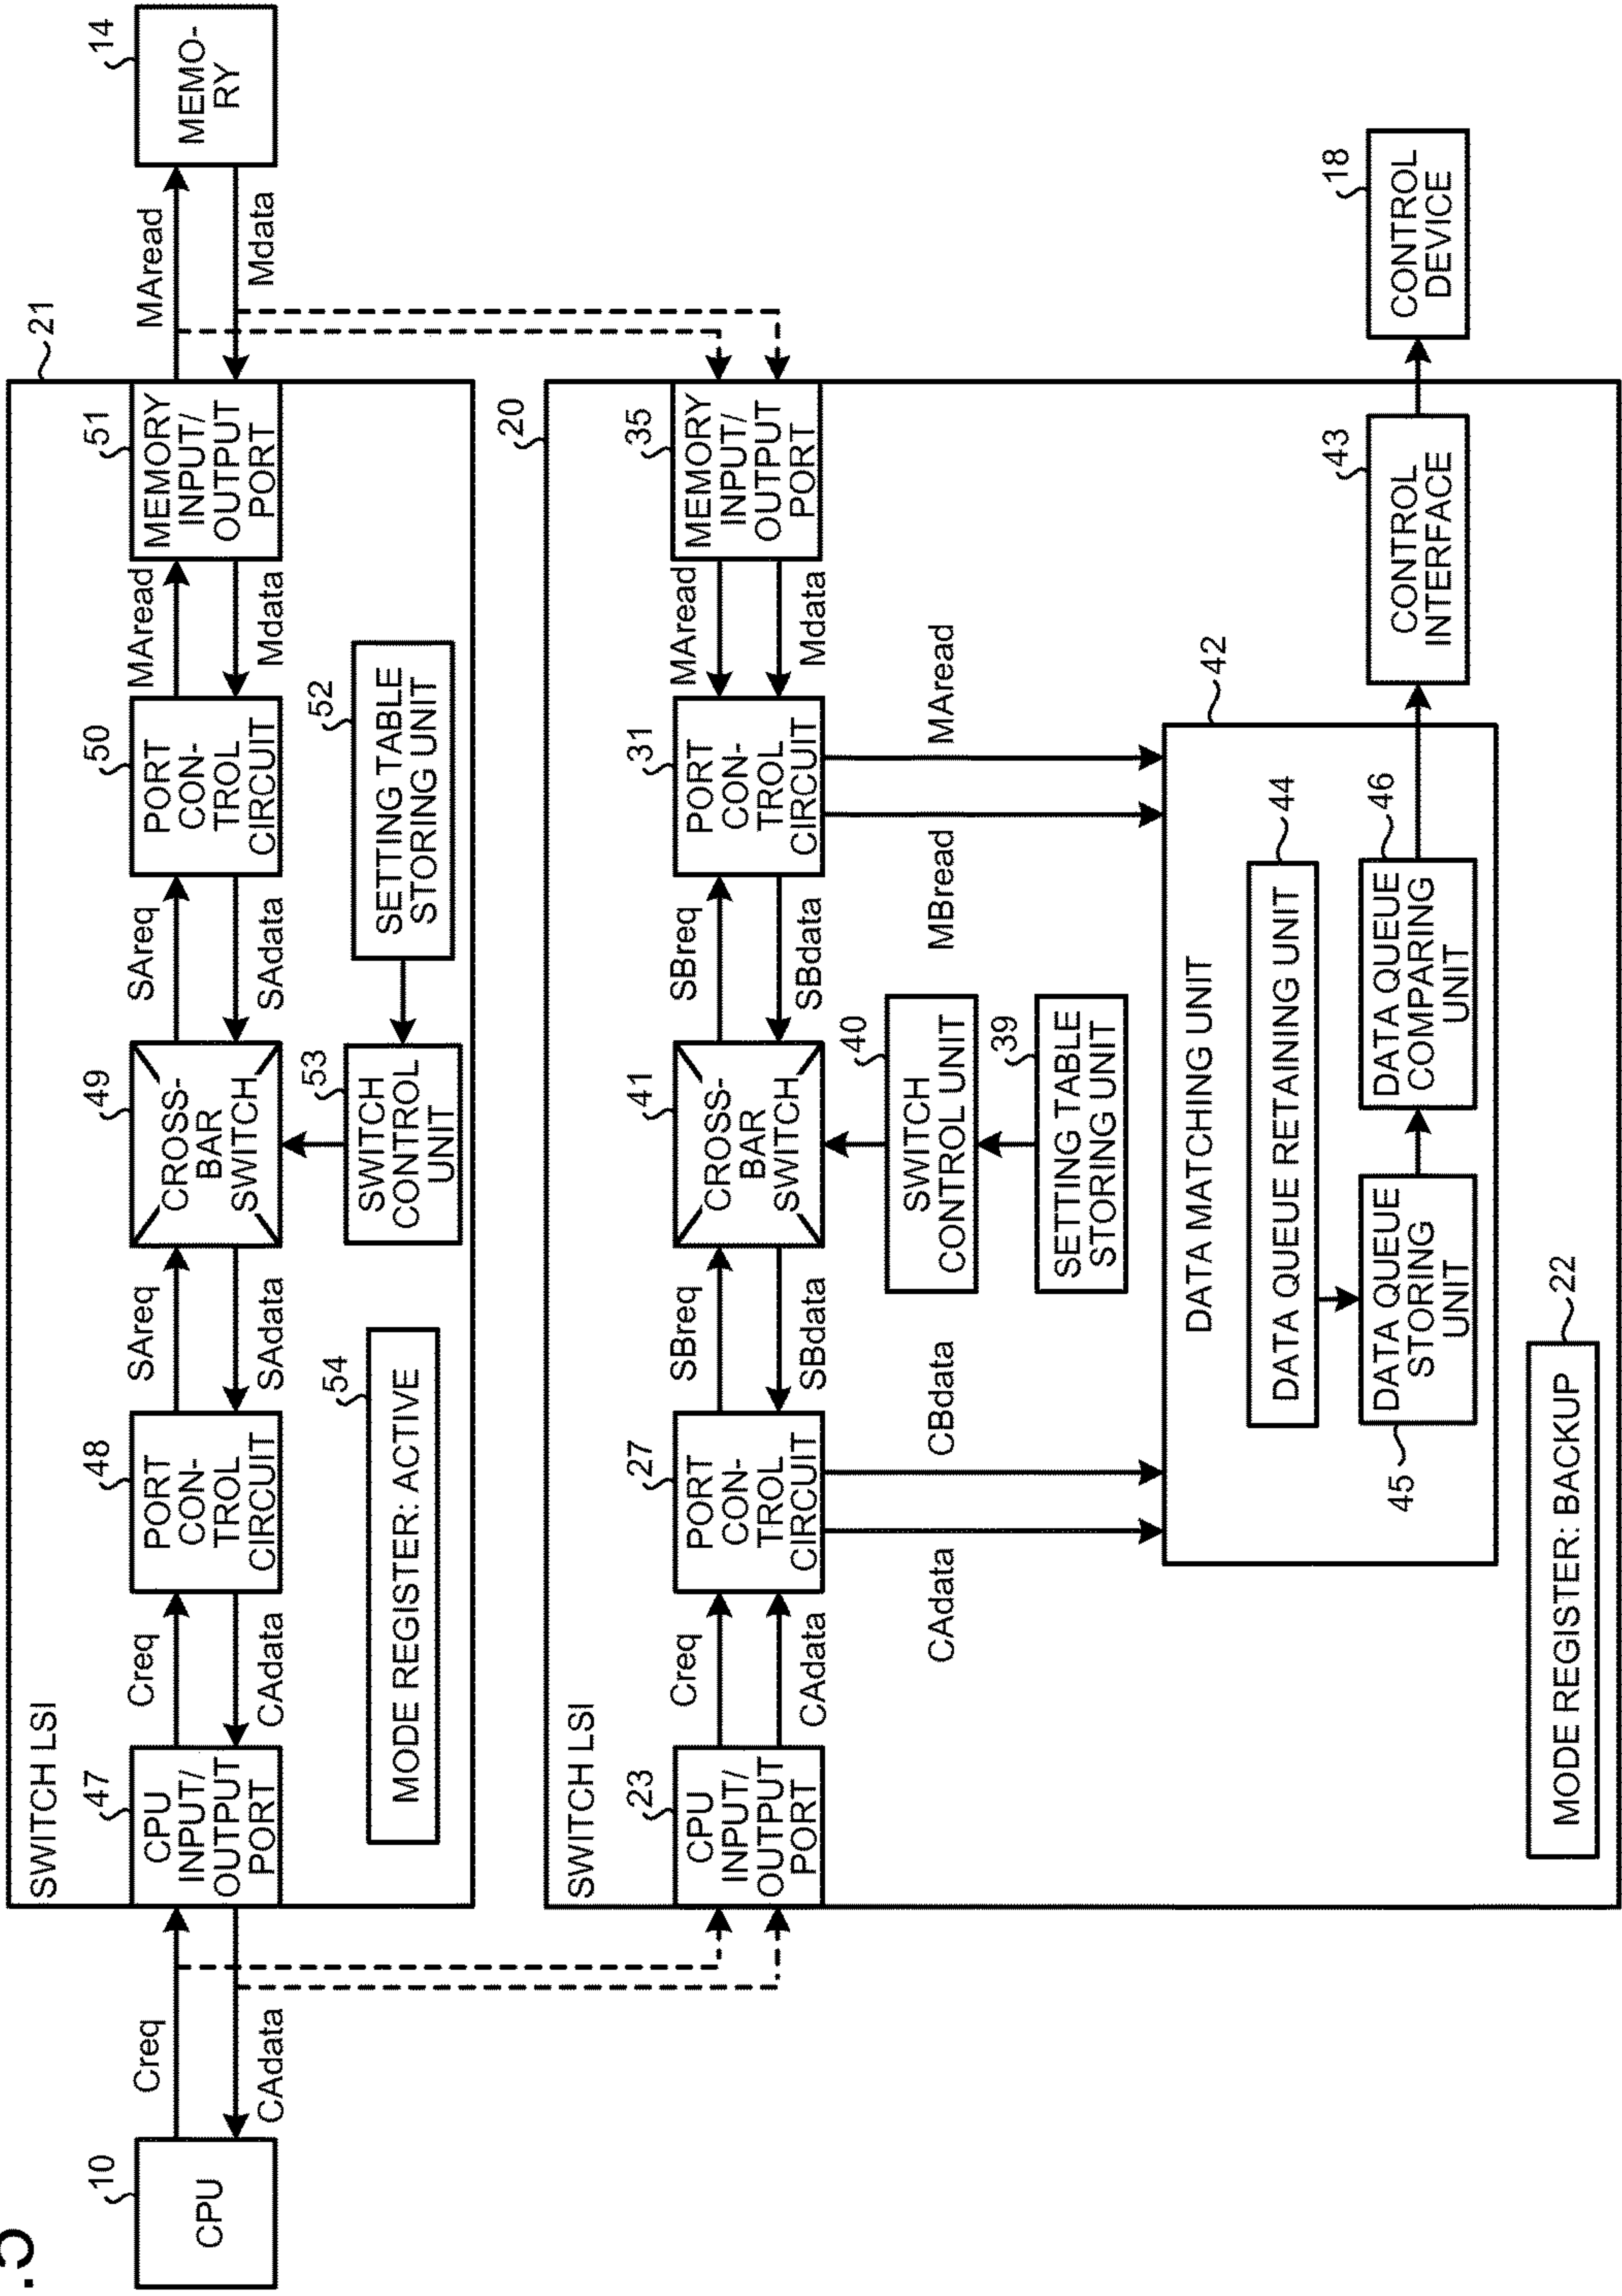 SWITCH LSI
21
10
CPU
Creq
CAdata
47
CPU
INPUT/
OUTPUT
PORT
Creq
CAdata
48
PORT
CON-
TROL
CIRCUIT
SAreq
SAdata
49
CROSS-
BAR
SWITCH
SAreq
SAdata
50
PORT
CON-
TROL
CIRCUIT
MAread
Mdata
51
MEMORY
INPUT/
OUTPUT
PORT
MAread
Mdata
14
MEMO-
RY
54
MODE REGISTER: ACTIVE
53
SWITCH
CONTROL
UNIT
52
SETTING TABLE
STORING UNIT
SWITCH LSI
20
23
CPU
INPUT/
OUTPUT
PORT
Creq
CAdata
27
PORT
CON-
TROL
CIRCUIT
SBreq
SBdata
41
CROSS-
BAR
SWITCH
SBreq
SBdata
31
PORT
CON-
TROL
CIRCUIT
MAread
Mdata
35
MEMORY
INPUT/
OUTPUT
PORT
CAdata
CBdata
40
SWITCH
CONTROL UNIT
39
SETTING TABLE
STORING UNIT
MBread
MAread
42
DATA MATCHING UNIT
44
DATA QUEUE RETAINING UNIT
45
DATA QUEUE
STORING
UNIT
46
DATA QUEUE
COMPARING
UNIT
43
CONTROL
INTERFACE
18
CONTROL
DEVICE
22
MODE REGISTER: BACKUP